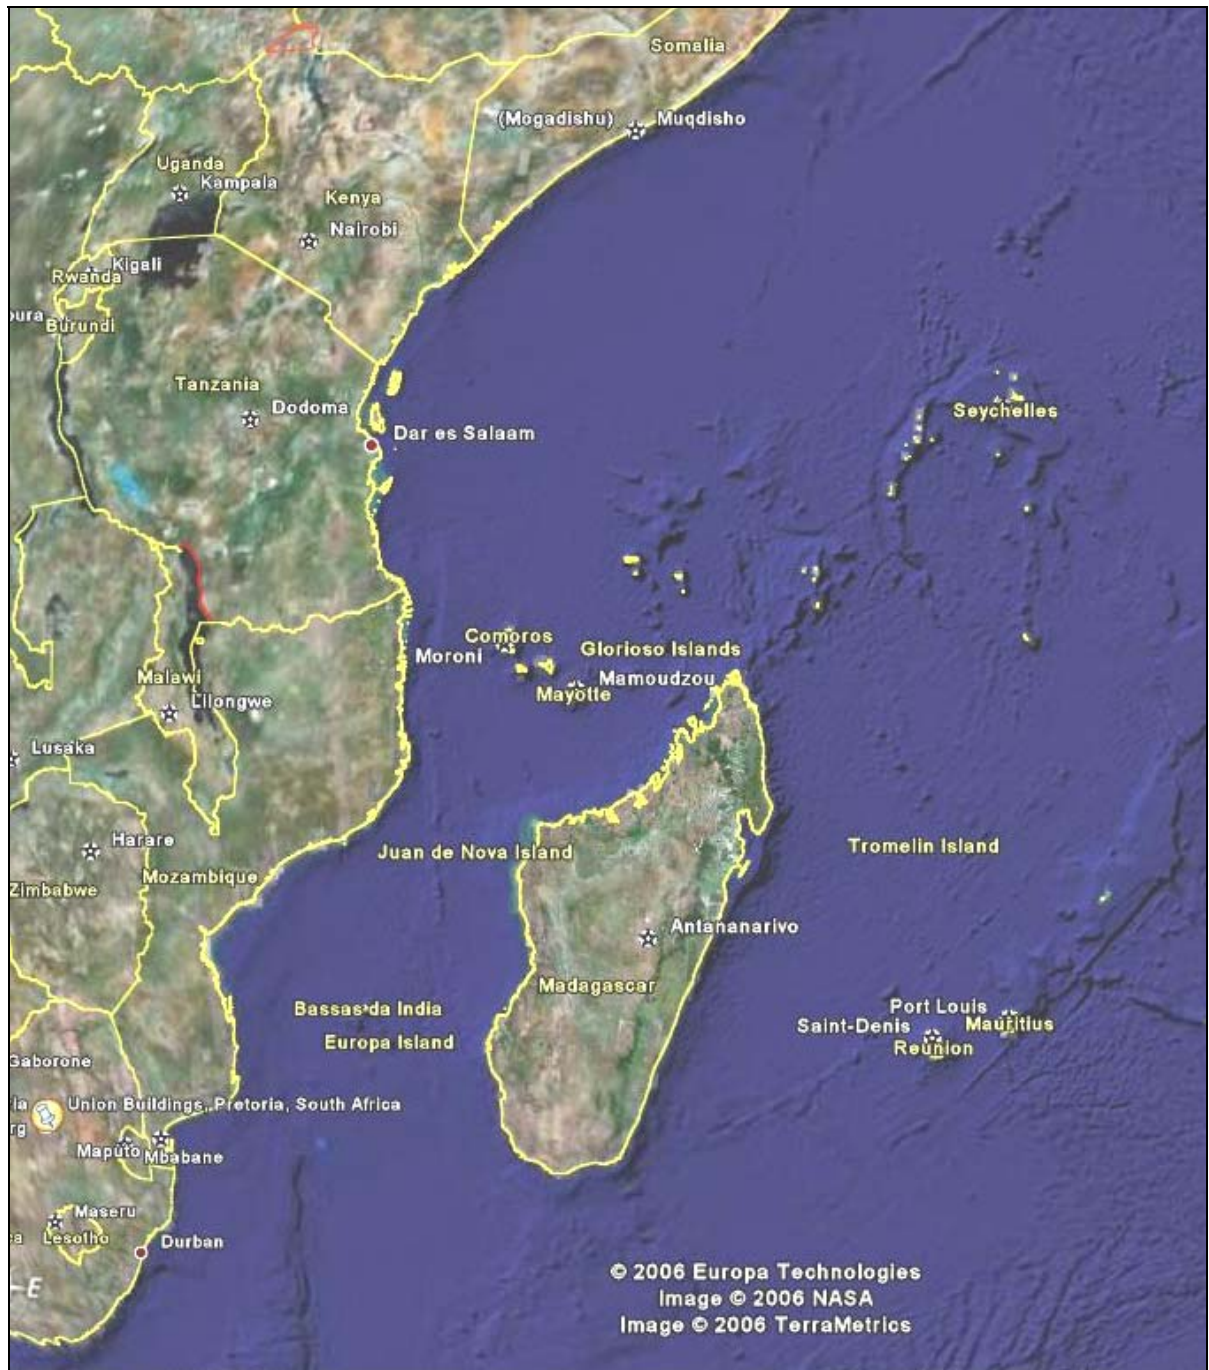 Somalia
(Mogadishu) Muqdisho
Uganda
Kampala
Kenya
Nairobi
Kigali
Rwanda
ura
Burundi
Tanzania
Dodoma
Dar es Salaam
Seychelles
Comoros
Moroni
Glorioso Islands
Malawi
Mamoudzou
Mayotte
Lilongwe
Lusaka
Harare
Juan de Nova Island
Tromelin Island
Zimbabwe
Mozambique
Antananarivo
Madagascar
Bassas da India
Port Louis
Saint-Denis
Mauritius
Europa Island
Reunion
Gaborone
ia
Union Buildings, Pretoria, South Africa
rg
Maputo
Mbabane
Maseru
Lesotho
Durban
E
© 2006 Europa Technologies
Image © 2006 NASA
Image © 2006 TerraMetrics